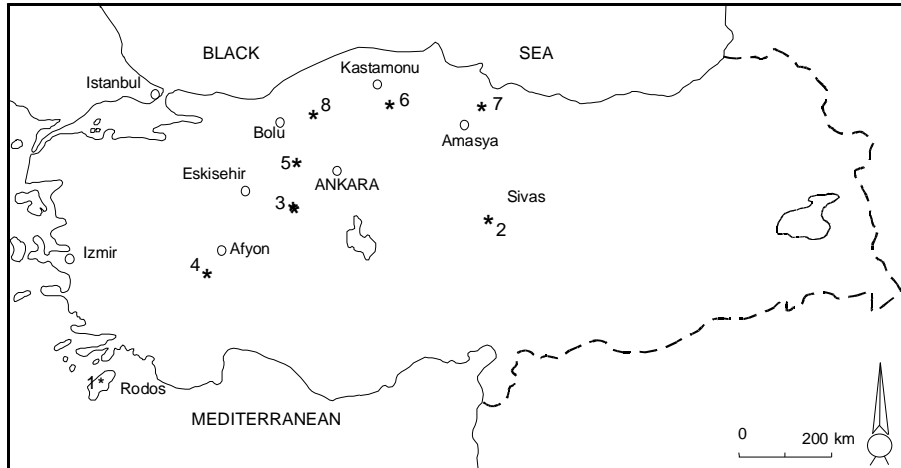 BLACK SEA
Kastamonu
Istanbul
8 6 7
Bolu
Amasya
5
Eskisehir ANKARA
3
Sivas
2
Afyon
Izmir
4
1 Rodos
MEDITERRANEAN
0 200 km